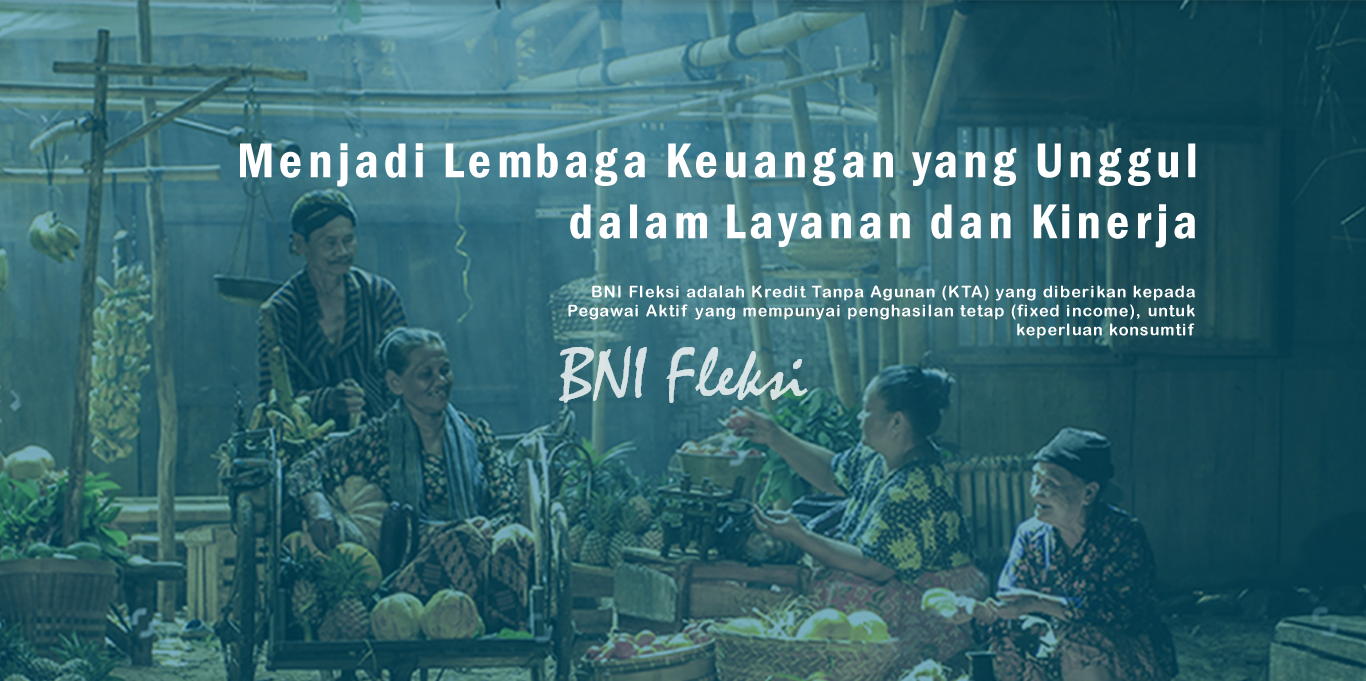 Menjadi Lembaga Keuangan yang Unggul
dalam Layanan dan Kinerja
BNI Fleksi adalah Kredit Tanpa Agunan (KTA) yang diberikan kepada
Pegawai Aktif yang mempunyai penghasilan tetap (fixed income), untuk
keperluan konsumtif
BNI Fleksi